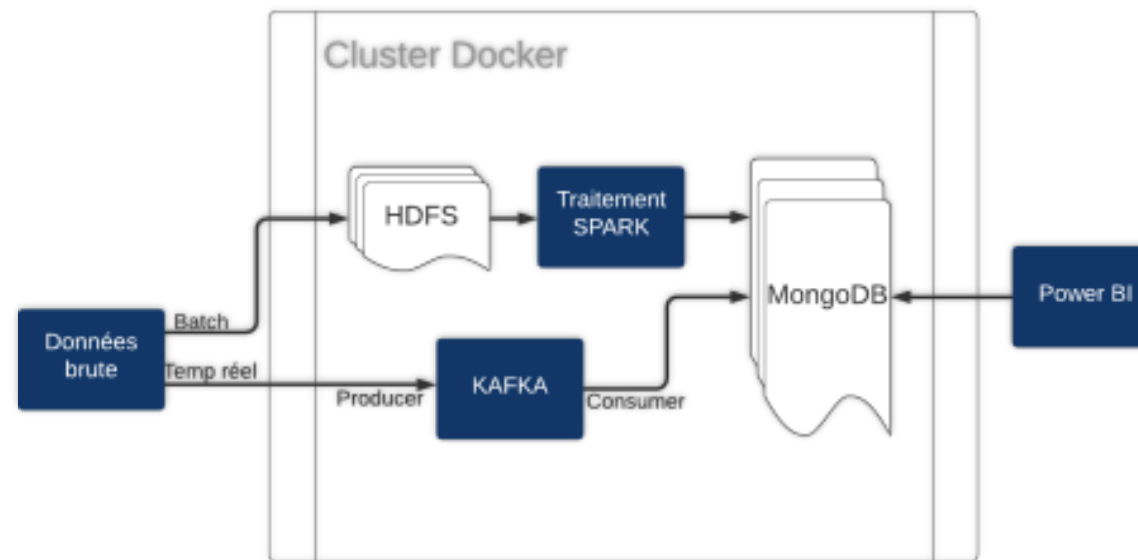 Cluster Docker
HDFS
Traitement
SPARK
MongoDB
Power BI
Données
brute
Batch
Temp réel
Producer
KAFKA
Consumer